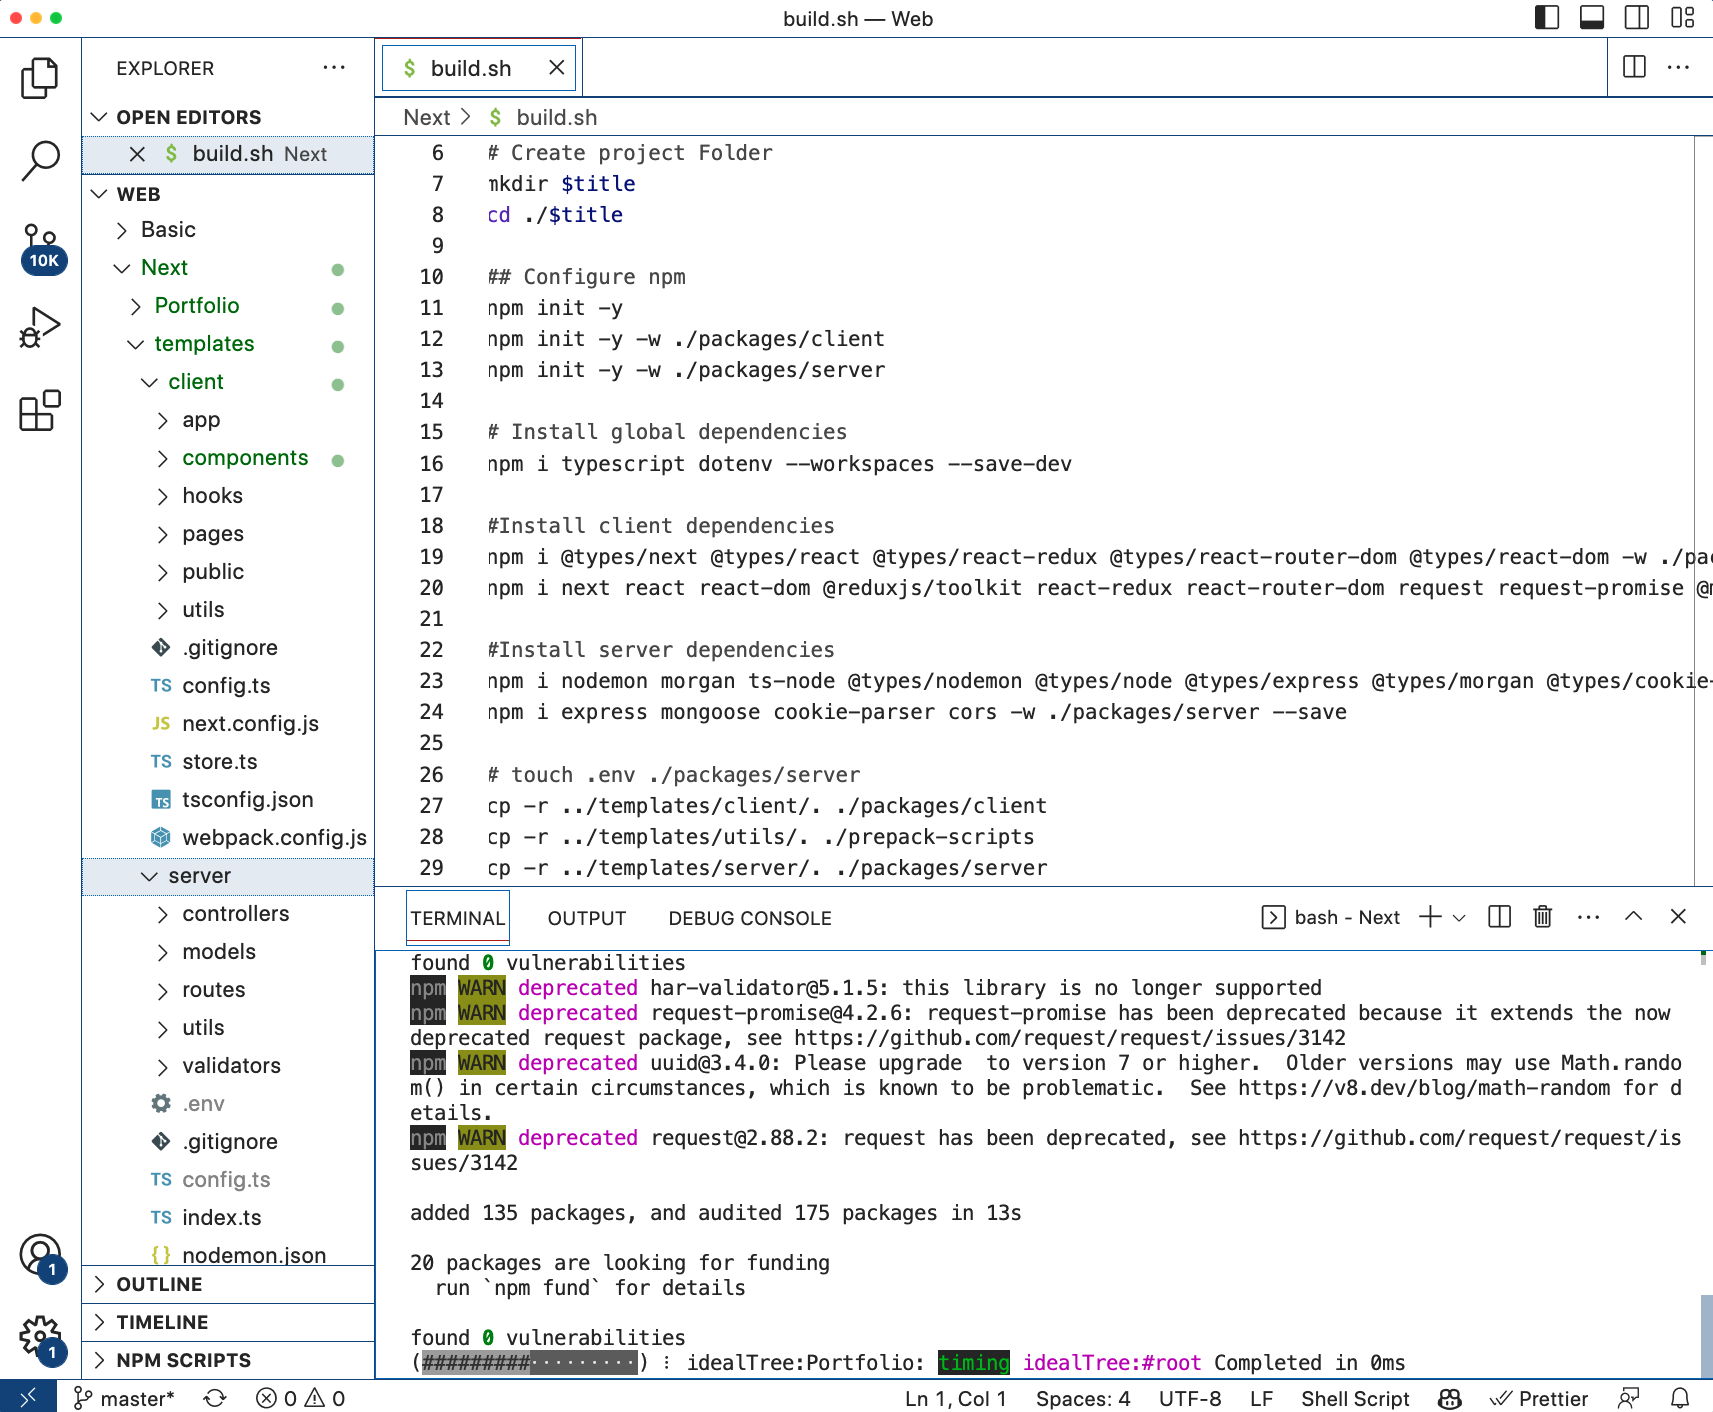 build.sh — Web
EXPLORER
OPEN EDITORS
$ build.sh Next
WEB
Basic
Next
Portfolio
templates
client
app
components
hooks
pages
public
utils
.gitignore
TS config.ts
JS next.config.js
TS store.ts
TS tsconfig.json
webpack.config.js
server
controllers
models
routes
utils
validators
.env
.gitignore
TS config.ts
TS index.ts
{} nodemon.json
OUTLINE
TIMELINE
NPM SCRIPTS
10K
1
1
$ build.sh
Next > $ build.sh
6 # Create project Folder
7 mkdir $title
8 cd ./$title
9
10 ## Configure npm
11 npm init -y
12 npm init -y -w ./packages/client
13 npm init -y -w ./packages/server
14
15 # Install global dependencies
16 npm i typescript dotenv --workspaces --save-dev
17
18 #Install client dependencies
19 npm i @types/next @types/react @types/react-redux @types/react-router-dom @types/react-dom -w ./pac
20 npm i next react react-dom @reduxjs/toolkit react-redux react-router-dom request request-promise @m
21
22 #Install server dependencies
23 npm i nodemon morgan ts-node @types/nodemon @types/node @types/express @types/morgan @types/cookie-
24 npm i express mongoose cookie-parser cors -w ./packages/server --save
25
26 # touch .env ./packages/server
27 cp -r ../templates/client/. ./packages/client
28 cp -r ../templates/utils/. ./prepack-scripts
29 cp -r ../templates/server/. ./packages/server
TERMINAL OUTPUT DEBUG CONSOLE bash - Next
found 0 vulnerabilities
npm WARN deprecated har-validator@5.1.5: this library is no longer supported
npm WARN deprecated request-promise@4.2.6: request-promise has been deprecated because it extends the now
deprecated request package, see https://github.com/request/request/issues/3142
npm WARN deprecated uuid@3.4.0: Please upgrade  to version 7 or higher.  Older versions may use Math.rando
m() in certain circumstances, which is known to be problematic.  See https://v8.dev/blog/math-random for d
etails.
npm WARN deprecated request@2.88.2: request has been deprecated, see https://github.com/request/request/is
sues/3142
added 135 packages, and audited 175 packages in 13s
20 packages are looking for funding
run `npm fund` for details
found 0 vulnerabilities
(#########·········) ⠸ idealTree:Portfolio: timing idealTree:#root Completed in 0ms
master* 0 0 Ln 1, Col 1 Spaces: 4 UTF-8 LF Shell Script Prettier